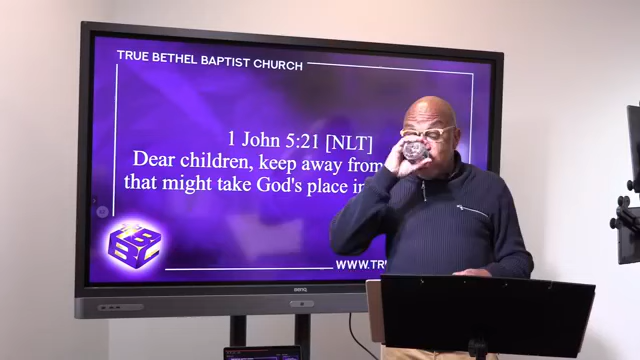 TRUE BETHEL BAPTIST CHURCH
1 John 5:21 [NLT]
Dear children, keep away from
that might take God's place in
TBBC
WWW.TRU
BENQ